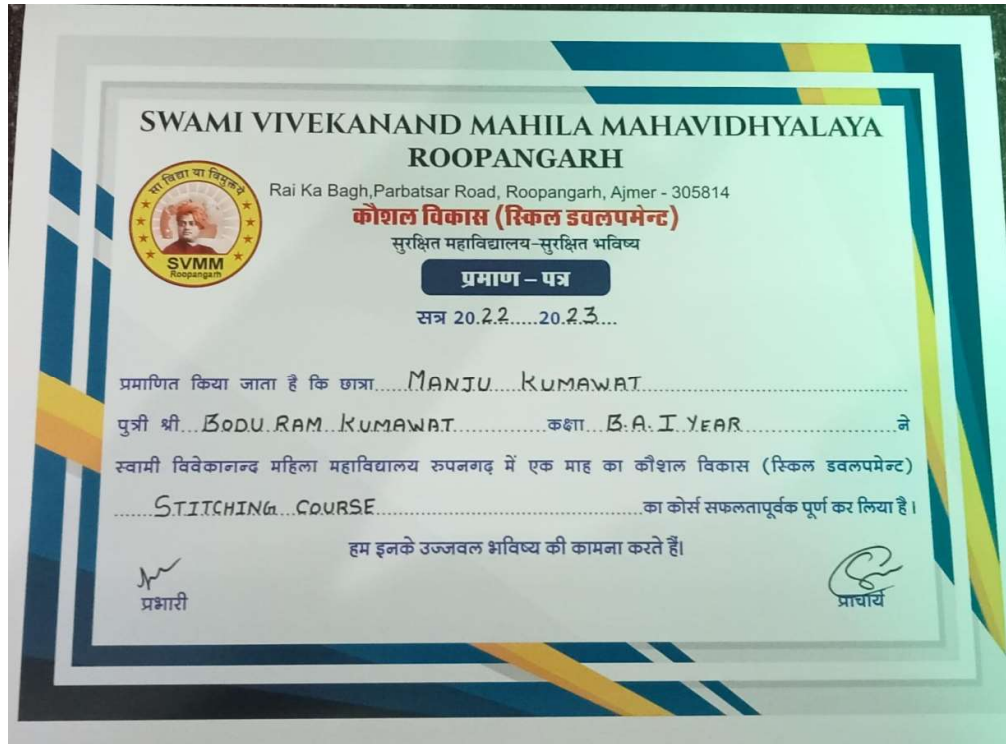 SWAMI VIVEKANAND MAHILA MAHAVIDHYALAYA
ROOPANGARH
Rai Ka Bagh,Parbatsar Road, Roopangarh, Ajmer - 305814
सा विद्या या विमुक्तये
SVMM
Roopangarh
कौशल विकास (स्किल डवलपमेन्ट)
सुरक्षित महाविद्यालय-सुरक्षित भविष्य
प्रमाण – पत्र
सत्र 20.22.....20.23....
प्रमाणित किया जाता है कि छात्रा.....MANJU KUMAWAT
पुत्री श्री ..BODU RAM KUMAWAT.............. कक्षा ...B.A. I YEAR..........................ने
स्वामी विवेकानन्द महिला महाविद्यालय रुपनगढ़ में एक माह का कौशल विकास (स्किल डवलपमेन्ट)
......STITCHING COURSE..........................................का कोर्स सफलतापूर्वक पूर्ण कर लिया है।
हम इनके उज्जवल भविष्य की कामना करते हैं।
प्रभारी
प्राचार्य